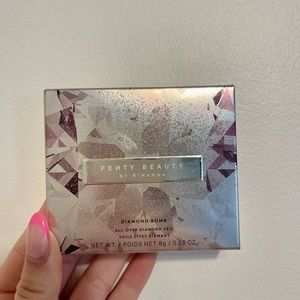 FEИTY BEAUTY
BY RIHANNA
DIAMOND BOMB
ALL-OVER DIAMOND VEIL
VOILE EFFET DIAMANT
NET WT. / POIDS NET 8g / 0.28 OZ.